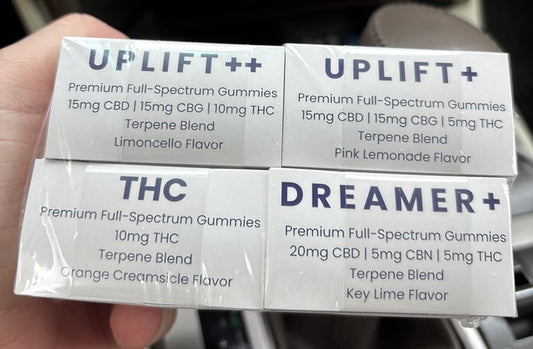 UPLIFT++
Premium Full-Spectrum Gummies
15mg CBD | 15mg CBG | 10mg THC
Terpene Blend
Limoncello Flavor
UPLIFT+
Premium Full-Spectrum Gummies
15mg CBD | 15mg CBG | 5mg THC
Terpene Blend
Pink Lemonade Flavor
THC
Premium Full-Spectrum Gummies
10mg THC
Terpene Blend
Orange Creamsicle Flavor
DREAMER+
Premium Full-Spectrum Gummies
20mg CBD | 5mg CBN | 5mg THC
Terpene Blend
Key Lime Flavor